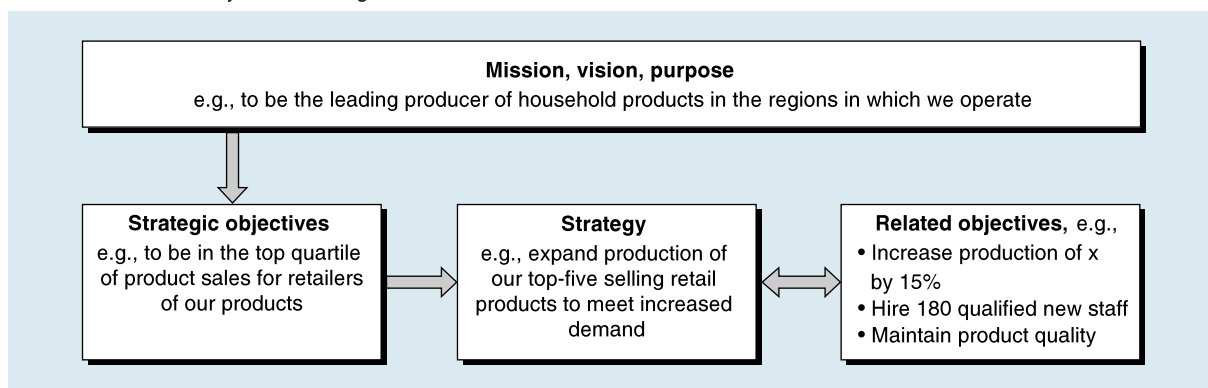 Mission, vision, purpose
e.g., to be the leading producer of household products in the regions in which we operate
Strategic objectives
e.g., to be in the top quartile
of product sales for retailers
of our products
Strategy
e.g., expand production of
our top-five selling retail
products to meet increased
demand
Related objectives, e.g.,
• Increase production of x
by 15%
• Hire 180 qualified new staff
• Maintain product quality